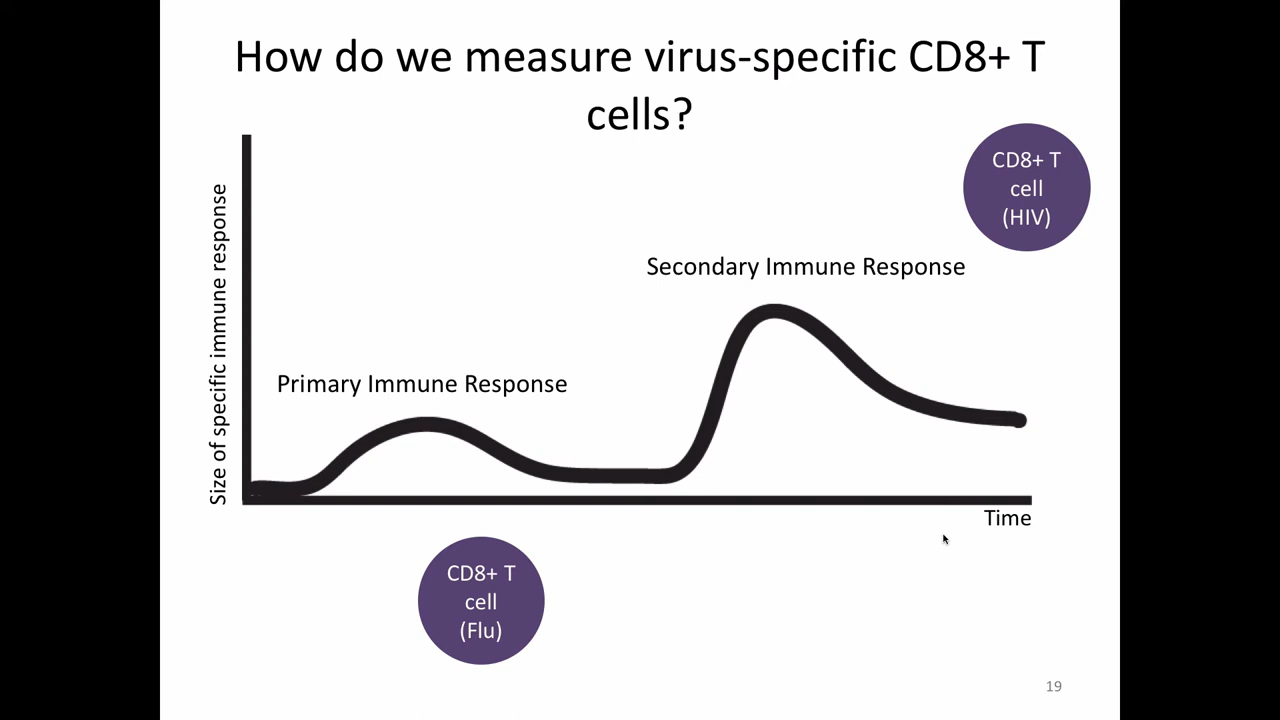 How do we measure virus-specific CD8+ T
cells?
CD8+ T
cell
(HIV)
Size of specific immune response
Secondary Immune Response
Primary Immune Response
Time
CD8+ T
cell
(Flu)
19